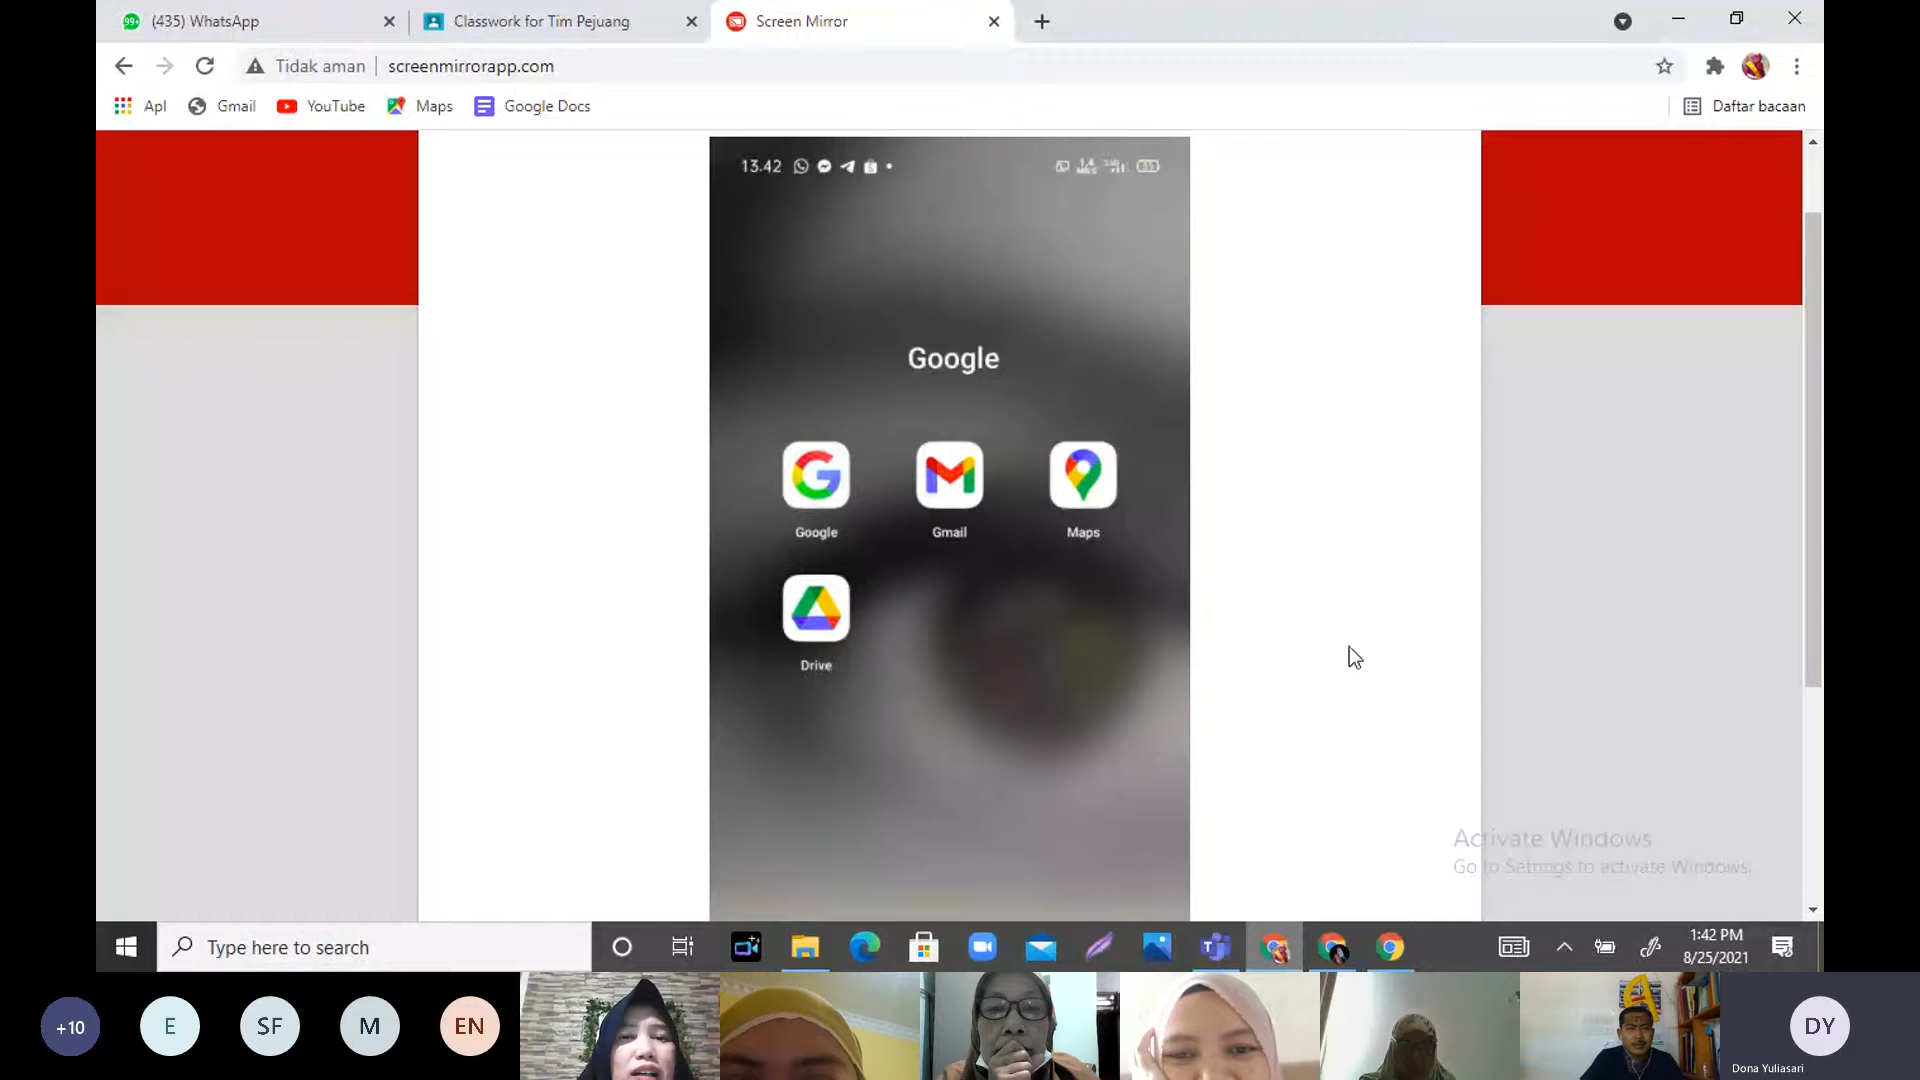 99+ (435) WhatsApp
Classwork for Tim Pejuang
Screen Mirror
Tidak aman
screenmirrorapp.com
Apl
Gmail
YouTube
Maps
Google Docs
Daftar bacaan
13.42
Google
Google
Gmail
Maps
Drive
Activate Windows
Go to Settings to activate Windows.
Type here to search
1:42 PM
8/25/2021
+10
E
SF
M
EN
DY
Dona Yuliasari